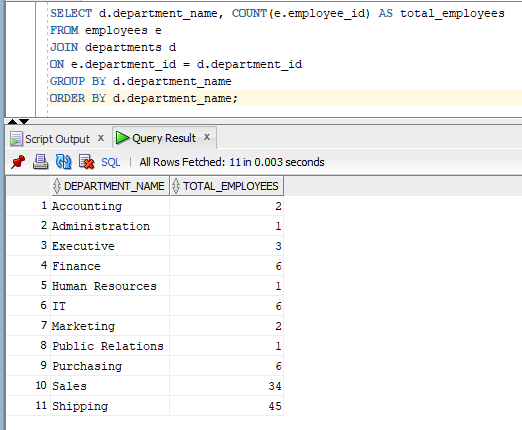 SELECT d.department_name, COUNT(e.employee_id) AS total_employees
FROM employees e
JOIN departments d
ON e.department_id = d.department_id
GROUP BY d.department_name
ORDER BY d.department_name;
Script Output x Query Result x
SQL | All Rows Fetched: 11 in 0.003 seconds
DEPARTMENT_NAME TOTAL_EMPLOYEES
1 Accounting 2
2 Administration 1
3 Executive 3
4 Finance 6
5 Human Resources 1
6 IT 6
7 Marketing 2
8 Public Relations 1
9 Purchasing 6
10 Sales 34
11 Shipping 45